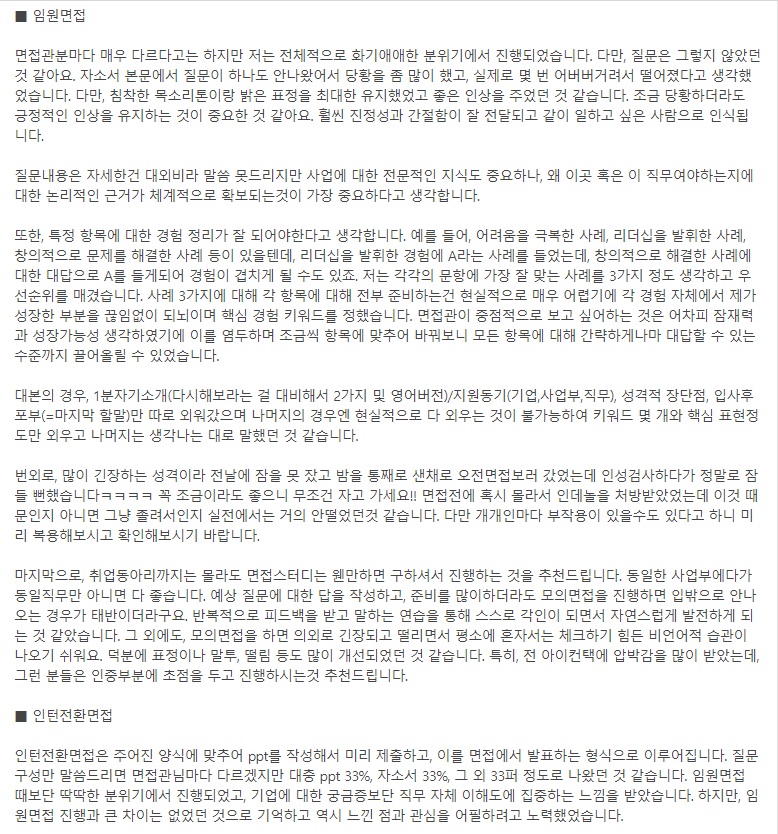 ■ 임원면접
면접관분마다 매우 다르다고는 하지만 저는 전체적으로 화기애애한 분위기에서 진행되었습니다. 다만, 질문은 그렇지 않았던
것 같아요. 자소서 본문에서 질문이 하나도 안나왔어서 당황을 좀 많이 했고, 실제로 몇 번 어버버거려서 떨어졌다고 생각했
었습니다. 다만, 침착한 목소리톤이랑 밝은 표정을 최대한 유지했었고 좋은 인상을 주었던 것 같습니다. 조금 당황하더라도
긍정적인 인상을 유지하는 것이 중요한 것 같아요. 훨씬 진정성과 간절함이 잘 전달되고 같이 일하고 싶은 사람으로 인식됩
니다.
질문내용은 자세한건 대외비라 말씀 못드리지만 사업에 대한 전문적인 지식도 중요하나, 왜 이곳 혹은 이 직무여야하는지에
대한 논리적인 근거가 체계적으로 확보되는것이 가장 중요하다고 생각합니다.
또한, 특정 항목에 대한 경험 정리가 잘 되어야한다고 생각합니다. 예를 들어, 어려움을 극복한 사례, 리더십을 발휘한 사례,
창의적으로 문제를 해결한 사례 등이 있을텐데, 리더십을 발휘한 경험에 A라는 사례를 들었는데, 창의적으로 해결한 사례에
대한 대답으로 A를 들게되어 경험이 겹치게 될 수도 있죠. 저는 각각의 문항에 가장 잘 맞는 사례를 3가지 정도 생각하고 우
선순위를 매겼습니다. 사례 3가지에 대해 각 항목에 대해 전부 준비하는건 현실적으로 매우 어렵기에 각 경험 자체에서 제가
성장한 부분을 끊임없이 되뇌이며 핵심 경험 키워드를 정했습니다. 면접관이 중점적으로 보고 싶어하는 것은 어차피 잠재력
과 성장가능성 생각하였기에 이를 염두하며 조금씩 항목에 맞추어 바꿔보니 모든 항목에 대해 간략하게나마 대답할 수 있는
수준까지 끌어올릴 수 있었습니다.
대본의 경우, 1분자기소개(다시해보라는 걸 대비해서 2가지 및 영어버전)/지원동기(기업,사업부,직무), 성격적 장단점, 입사후
포부(=마지막 할말)만 따로 외워갔으며 나머지의 경우엔 현실적으로 다 외우는 것이 불가능하여 키워드 몇 개와 핵심 표현정
도만 외우고 나머지는 생각나는 대로 말했던 것 같습니다.
번외로, 많이 긴장하는 성격이라 전날에 잠을 못 잤고 밤을 통째로 샌채로 오전면접보러 갔었는데 인성검사하다가 정말로 잠
들 뻔했습니다ㅋㅋㅋㅋ 꼭 조금이라도 좋으니 무조건 자고 가세요!! 면접전에 혹시 몰라서 인데놀을 처방받았었는데 이것 때
문인지 아니면 그냥 졸려서인지 실전에서는 거의 안떨었던것 같습니다. 다만 개개인마다 부작용이 있을수도 있다고 하니 미
리 복용해보시고 확인해보시기 바랍니다.
마지막으로, 취업동아리까지는 몰라도 면접스터디는 웬만하면 구하셔서 진행하는 것을 추천드립니다. 동일한 사업부에다가
동일직무만 아니면 다 좋습니다. 예상 질문에 대한 답을 작성하고, 준비를 많이하더라도 모의면접을 진행하면 입밖으로 안나
오는 경우가 태반이더라구요. 반복적으로 피드백을 받고 말하는 연습을 통해 스스로 각인이 되면서 자연스럽게 발전하게 되
는 것 같았습니다. 그 외에도, 모의면접을 하면 의외로 긴장되고 떨리면서 평소에 혼자서는 체크하기 힘든 비언어적 습관이
나오기 쉬워요. 덕분에 표정이나 말투, 떨림 등도 많이 개선되었던 것 같습니다. 특히, 전 아이컨택에 압박감을 많이 받았는데,
그런 분들은 인중부분에 초점을 두고 진행하시는것 추천드립니다.
■ 인턴전환면접
인턴전환면접은 주어진 양식에 맞추어 ppt를 작성해서 미리 제출하고, 이를 면접에서 발표하는 형식으로 이루어집니다. 질문
구성만 말씀드리면 면접관님마다 다르겠지만 대충 ppt 33%, 자소서 33%, 그 외 33퍼 정도로 나왔던 것 같습니다. 임원면접
때보단 딱딱한 분위기에서 진행되었고, 기업에 대한 궁금증보단 직무 자체 이해도에 집중하는 느낌을 받았습니다. 하지만, 임
원면접 진행과 큰 차이는 없었던 것으로 기억하고 역시 느낀 점과 관심을 어필하려고 노력했었습니다.